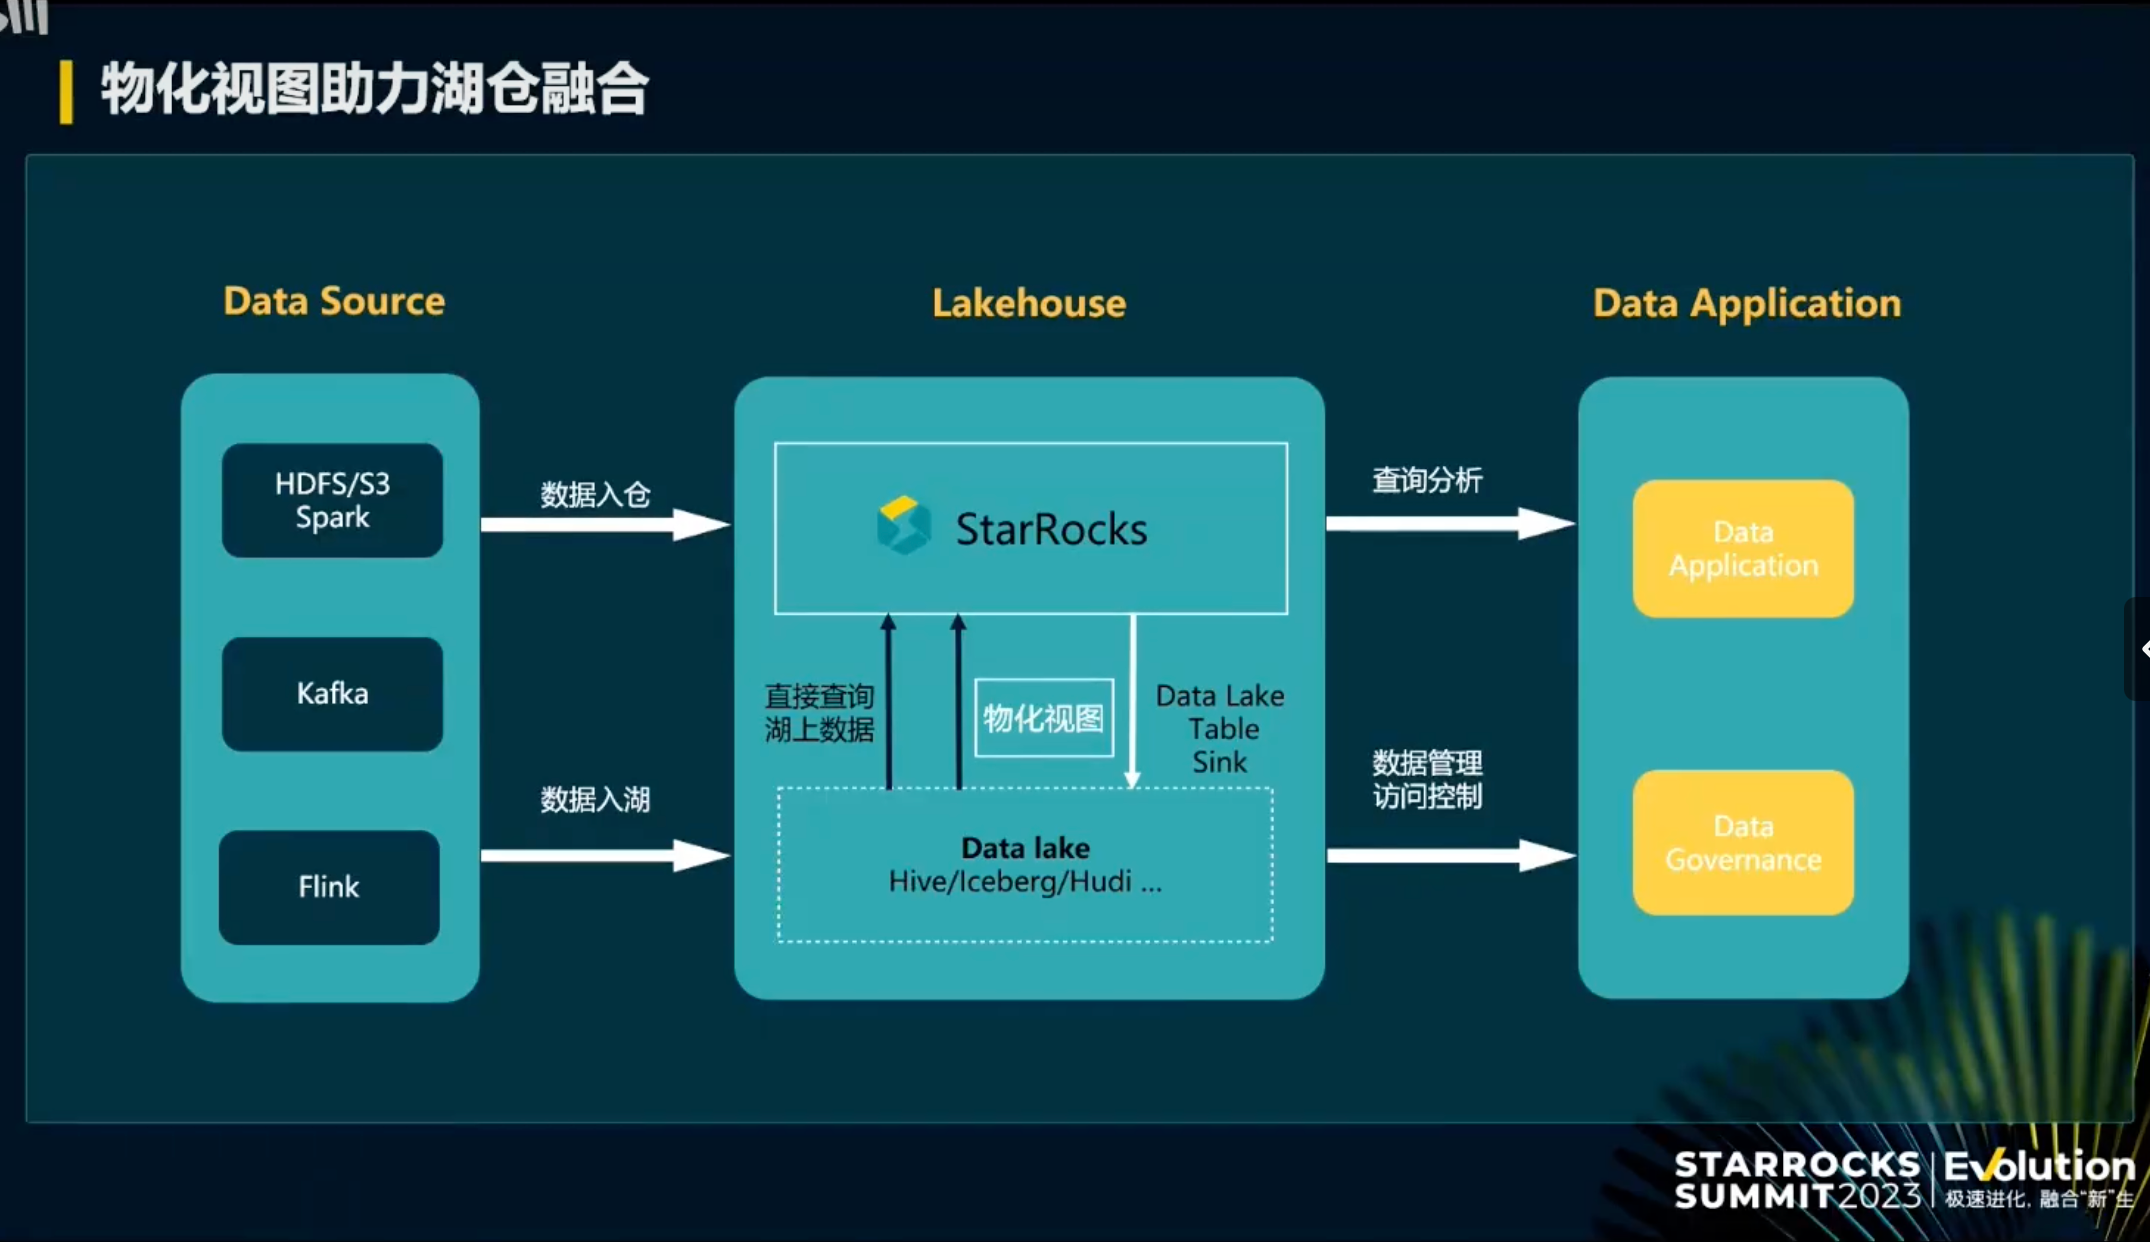 物化视图助力湖仓融合
Data Source
Lakehouse
Data Application
HDFS/S3
Spark
Kafka
Flink
数据入仓
数据入湖
StarRocks
直接查询
湖上数据
物化视图
Data Lake
Table
Sink
Data lake
Hive/Iceberg/Hudi ...
查询分析
数据管理
访问控制
Data
Application
Data
Governance
STARROCKS
SUMMIT2023
Evolution
极速进化, 融合“新”生